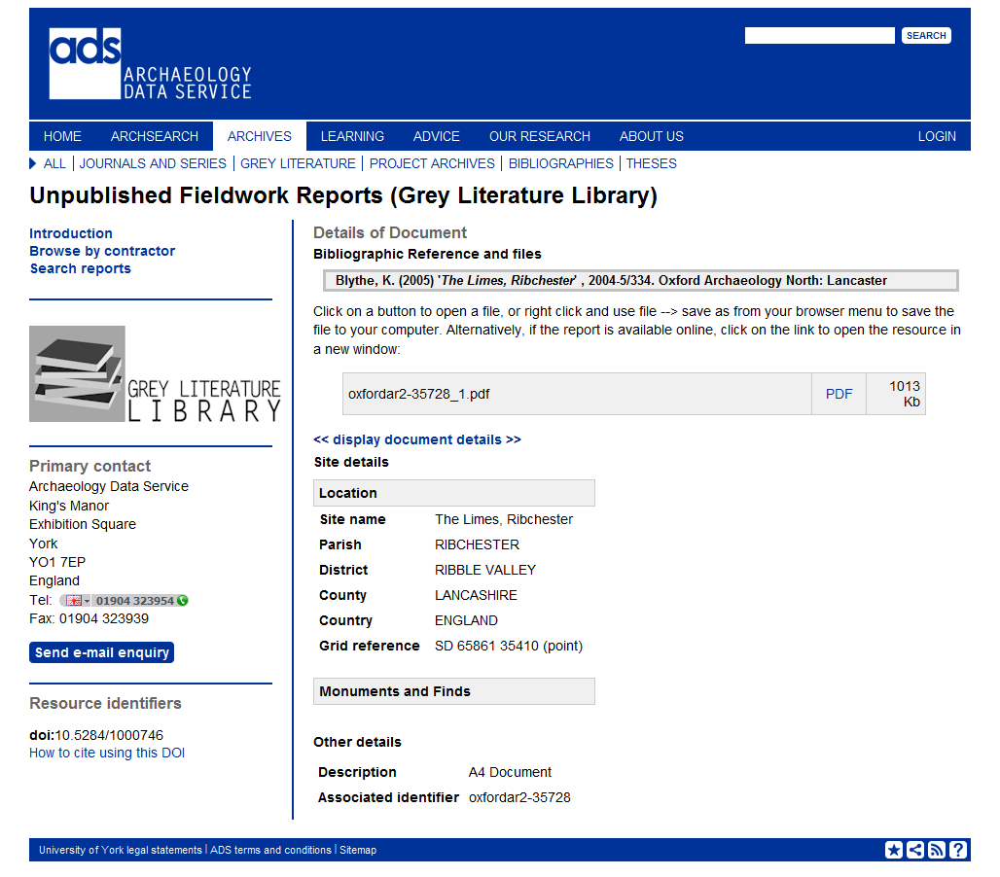 ads
ARCHAEOLOGY
DATA SERVICE
SEARCH
HOME ARCHSEARCH ARCHIVES LEARNING ADVICE OUR RESEARCH ABOUT US LOGIN
ALL | JOURNALS AND SERIES | GREY LITERATURE | PROJECT ARCHIVES | BIBLIOGRAPHIES | THESES
Unpublished Fieldwork Reports (Grey Literature Library)
Introduction
Browse by contractor
Search reports
GREY LITERATURE
LIBRARY
Primary contact
Archaeology Data Service
King's Manor
Exhibition Square
York
YO1 7EP
England
Tel: 01904 323954
Fax: 01904 323939
Send e-mail enquiry
Resource identifiers
doi:10.5284/1000746
How to cite using this DOI
Details of Document
Bibliographic Reference and files
Blythe, K. (2005) 'The Limes, Ribchester' , 2004-5/334. Oxford Archaeology North: Lancaster
Click on a button to open a file, or right click and use file --> save as from your browser menu to save the
file to your computer. Alternatively, if the report is available online, click on the link to open the resource in
a new window:
oxfordar2-35728_1.pdf PDF 1013
Kb
<< display document details >>
Site details
Location
Site name The Limes, Ribchester
Parish RIBCHESTER
District RIBBLE VALLEY
County LANCASHIRE
Country ENGLAND
Grid reference SD 65861 35410 (point)
Monuments and Finds
Other details
Description A4 Document
Associated identifier oxfordar2-35728
University of York legal statements | ADS terms and conditions | Sitemap
?